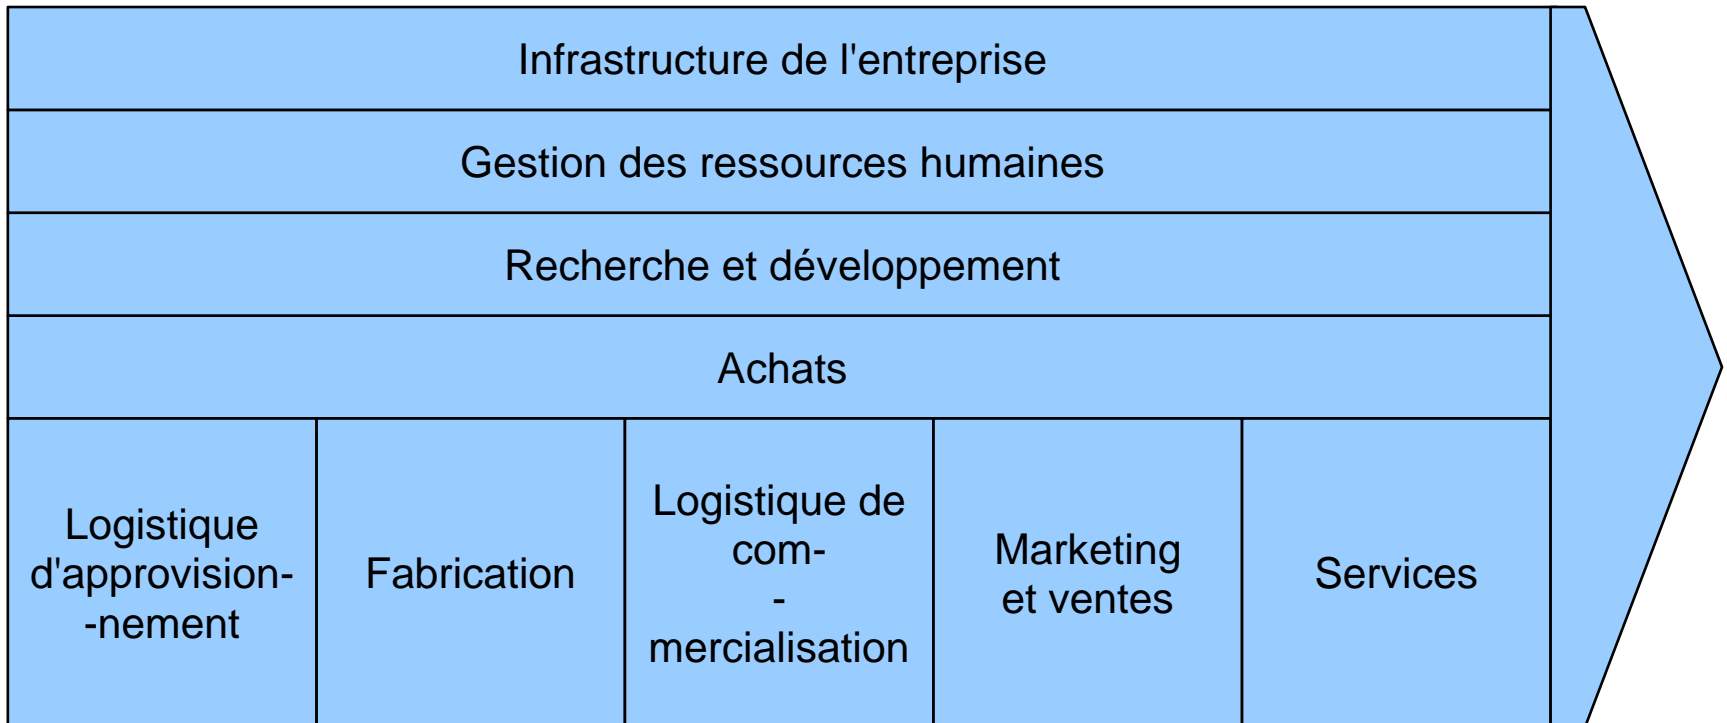 Infrastructure de l'entreprise
Gestion des ressources humaines
Recherche et développement
Achats
Logistique
d'approvision-
-nement
Fabrication
Logistique de
com-
-
mercialisation
Marketing
et ventes
Services